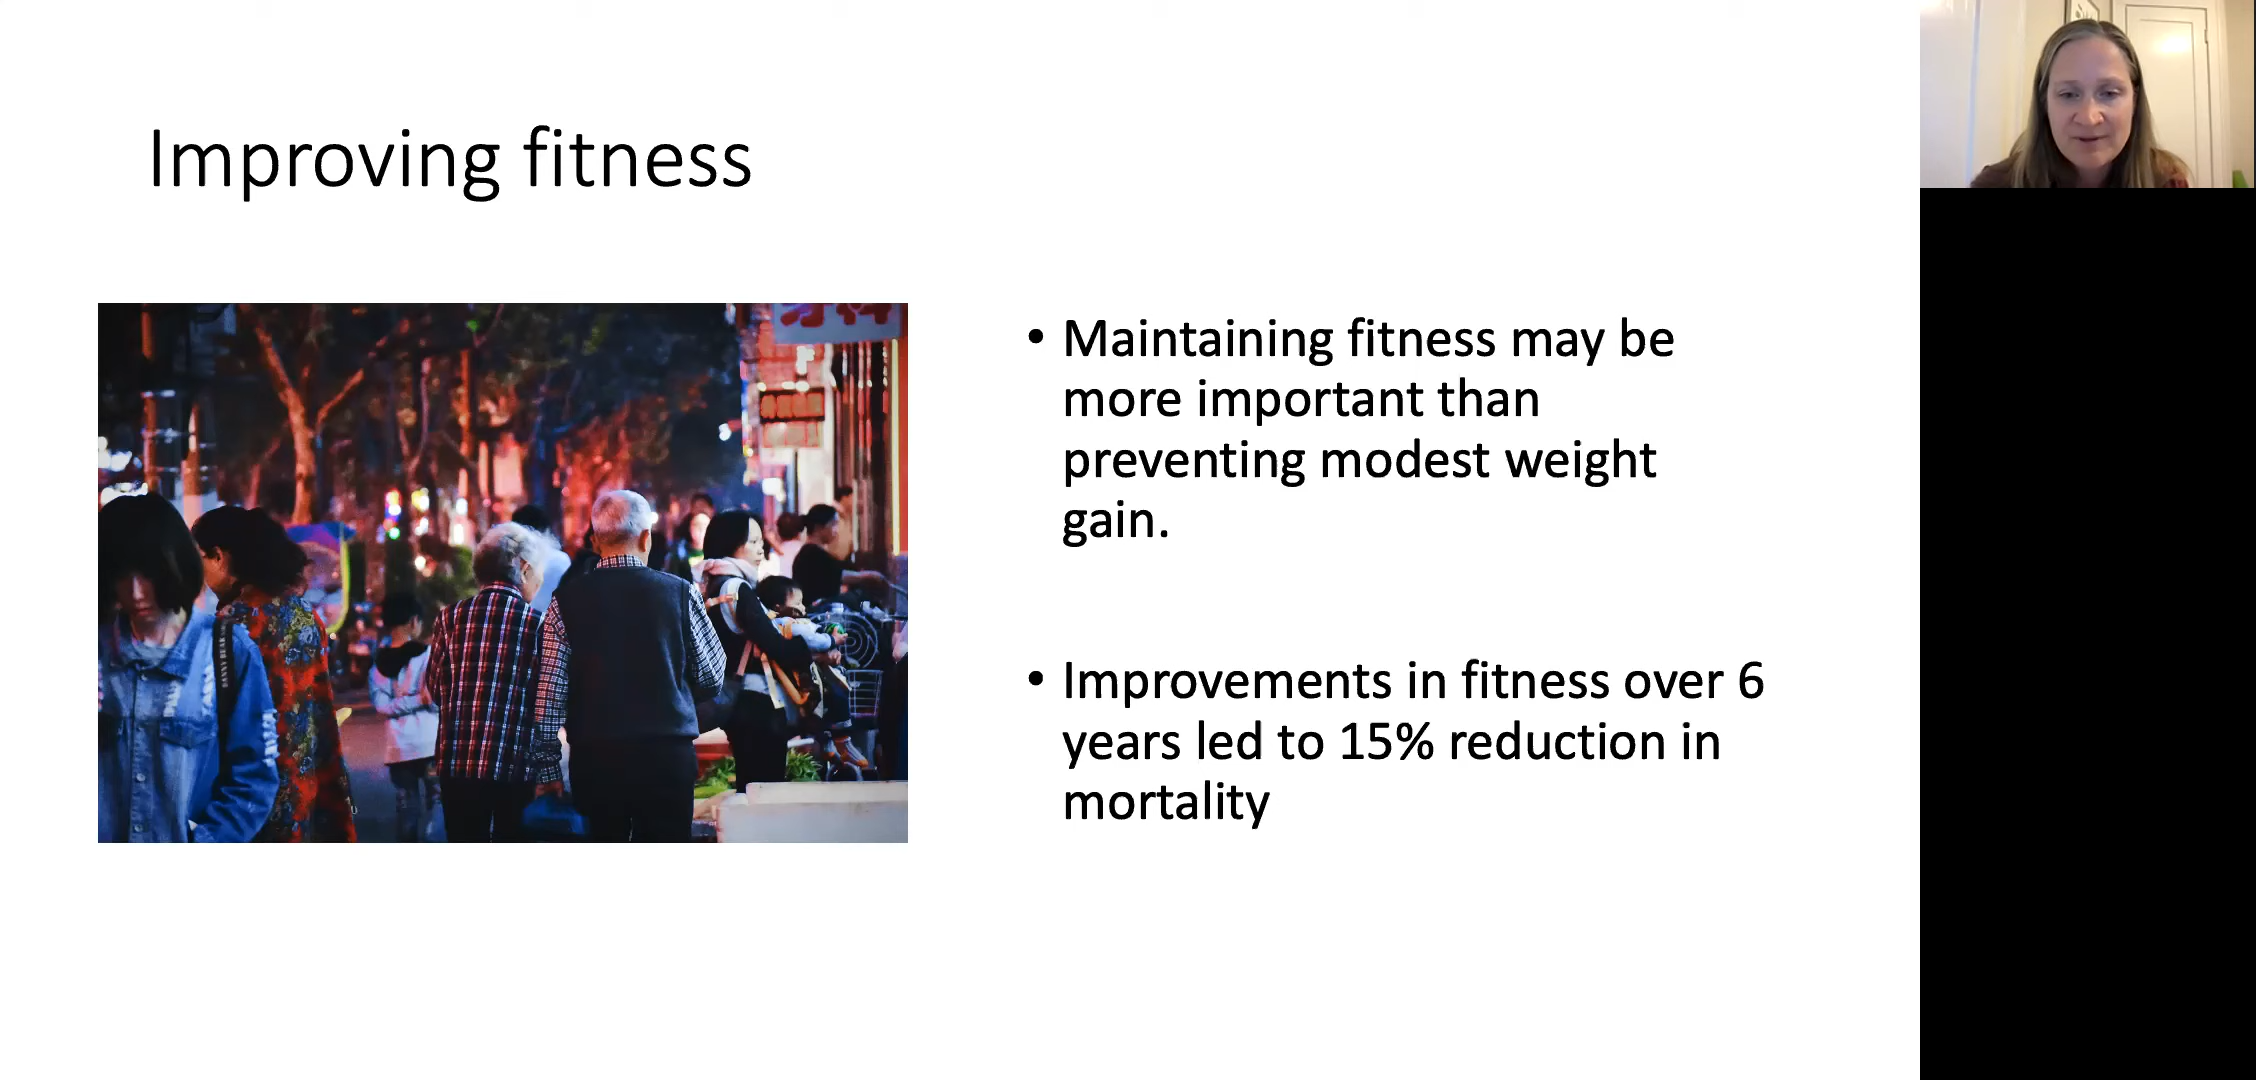 Improving fitness
• Maintaining fitness may be
more important than
preventing modest weight
gain.
• Improvements in fitness over 6
years led to 15% reduction in
mortality